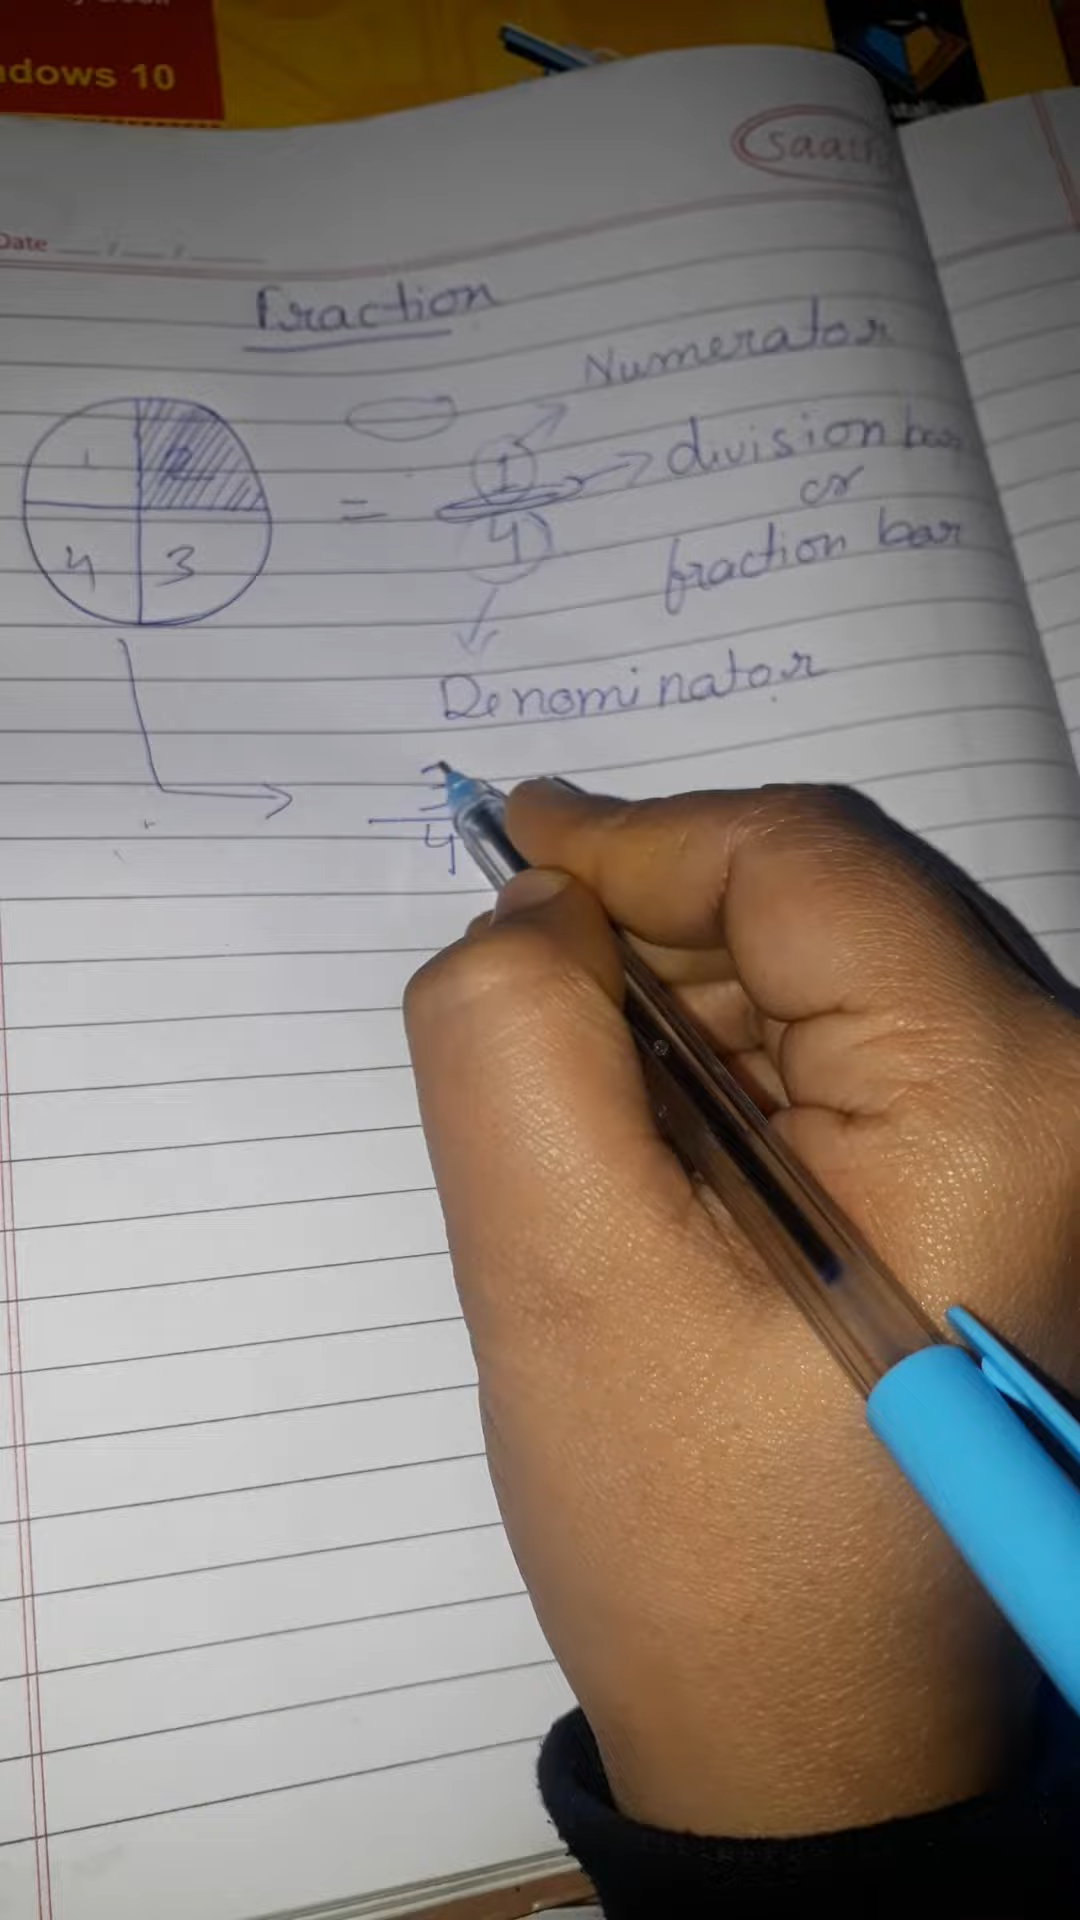 ndows 10
saathi
Date
Fraction
Numerator
1 2
= 1
4
division bar
or
fraction bar
4 3
Denominator
3
4